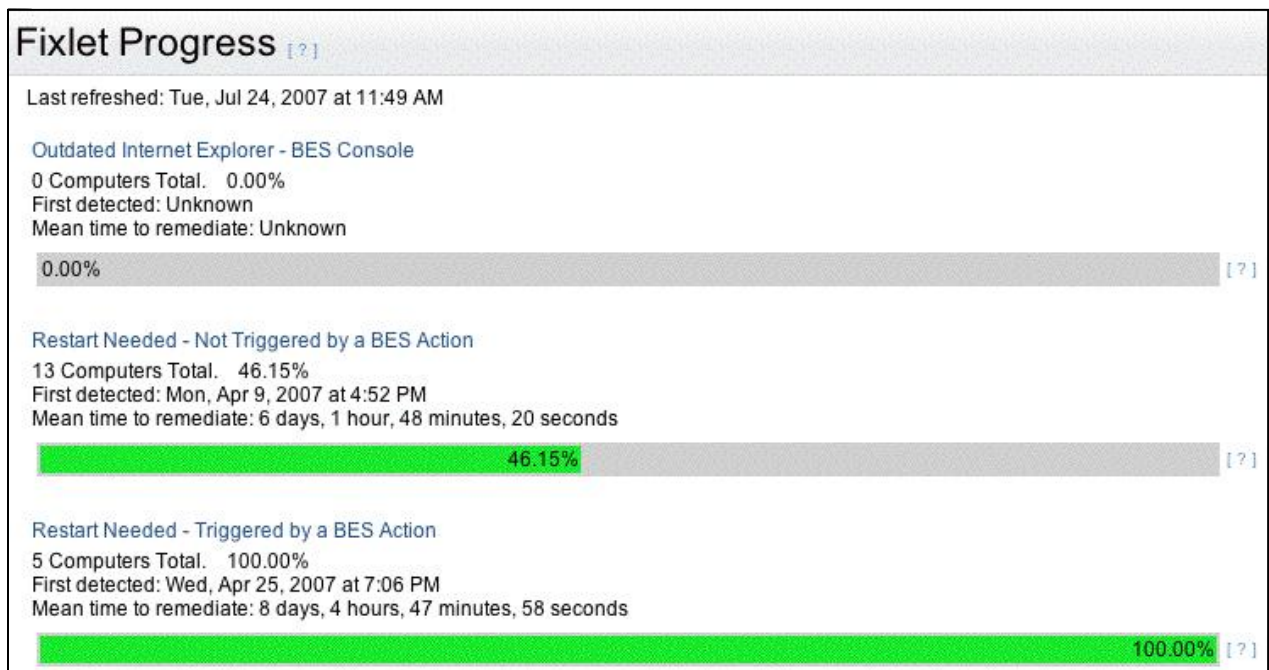 Fixlet Progress [ ? ]
Last refreshed: Tue, Jul 24, 2007 at 11:49 AM
Outdated Internet Explorer - BES Console
0 Computers Total. 0.00%
First detected: Unknown
Mean time to remediate: Unknown
0.00% [ ? ]
Restart Needed - Not Triggered by a BES Action
13 Computers Total. 46.15%
First detected: Mon, Apr 9, 2007 at 4:52 PM
Mean time to remediate: 6 days, 1 hour, 48 minutes, 20 seconds
46.15% [ ? ]
Restart Needed - Triggered by a BES Action
5 Computers Total. 100.00%
First detected: Wed, Apr 25, 2007 at 7:06 PM
Mean time to remediate: 8 days, 4 hours, 47 minutes, 58 seconds
100.00% [ ? ]